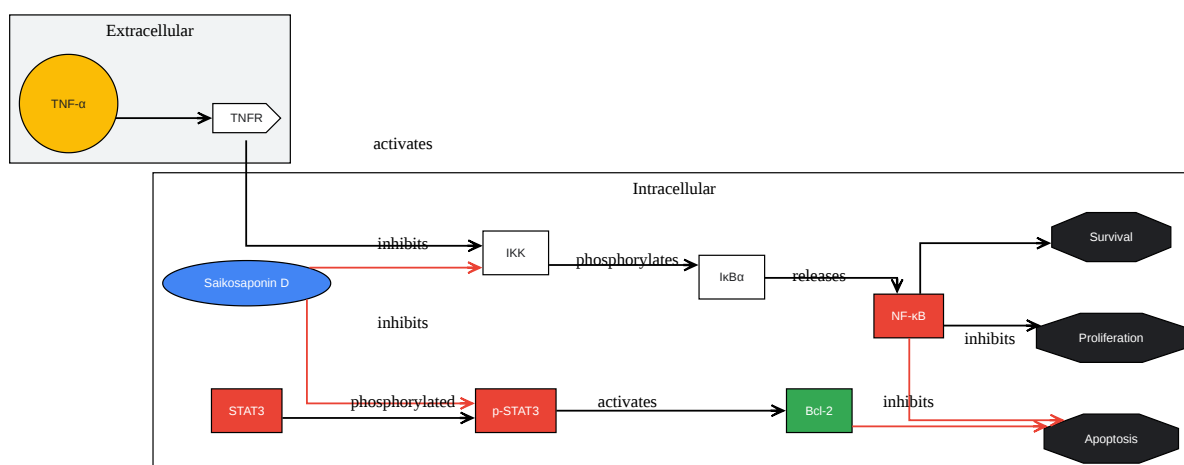 Extracellular
TNF-α
TNFR
activates
Intracellular
Survival
inhibits
IKK
phosphorylates
IκBα
releases
Saikosaponin D
NF-κB
inhibits
inhibits
Proliferation
STAT3
phosphorylated
p-STAT3
activates
Bcl-2
inhibits
Apoptosis